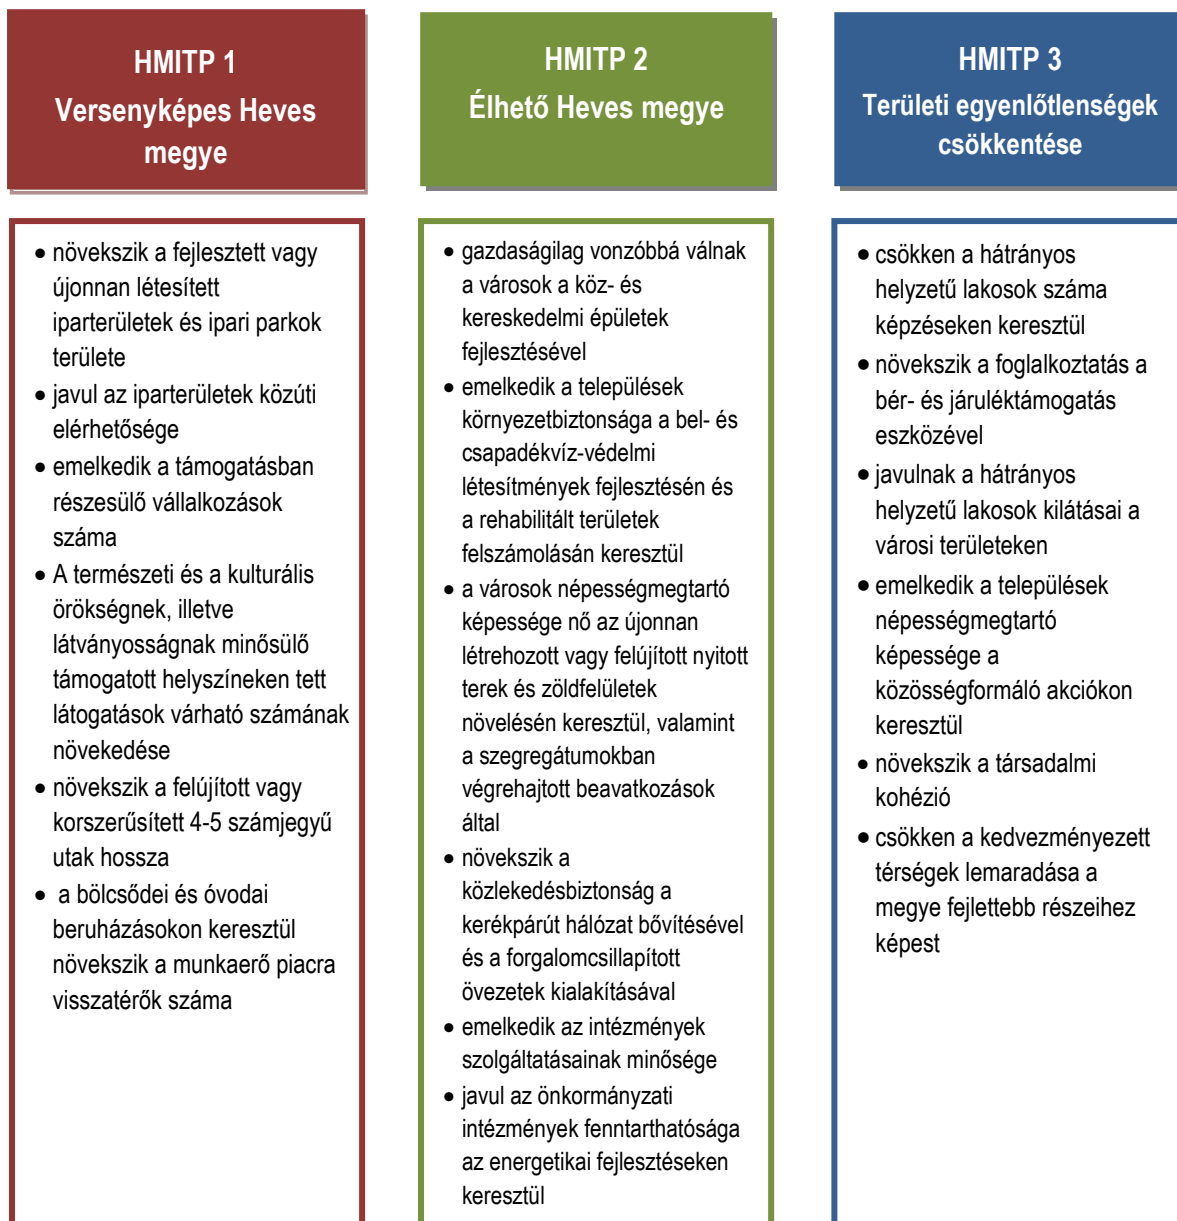 HMITP 1
Versenyképes Heves
megye
• növekszik a fejlesztett vagy
újonnan létesített
iparterületek és ipari parkok
területe
• javul az iparterületek közúti
elérhetősége
• emelkedik a támogatásban
részesülő vállalkozások
száma
• A természeti és a kulturális
örökségnek, illetve
látványosságnak minősülő
támogatott helyszíneken tett
látogatások várható számának
növekedése
• növekszik a felújított vagy
korszerűsített 4-5 számjegyű
utak hossza
• a bölcsődei és óvodai
beruházásokon keresztül
növekszik a munkaerő piacra
visszatérők száma
HMITP 2
Élhető Heves megye
• gazdaságilag vonzóbbá válnak
a városok a köz- és
kereskedelmi épületek
fejlesztésével
• emelkedik a települések
környezetbiztonsága a bel- és
csapadékvíz-védelmi
létesítmények fejlesztésén és
a rehabilitált területek
felszámolásán keresztül
• a városok népességmegtartó
képessége nő az újonnan
létrehozott vagy felújított nyitott
terek és zöldfelületek
növelésén keresztül, valamint
a szegregátumokban
végrehajtott beavatkozások
által
• növekszik a
közlekedésbiztonság a
kerékpárút hálózat bővítésével
és a forgalomcsillapított
övezetek kialakításával
• emelkedik az intézmények
szolgáltatásainak minősége
• javul az önkormányzati
intézmények fenntarthatósága
az energetikai fejlesztéseken
keresztül
HMITP 3
Területi egyenlőtlenségek
csökkentése
• csökken a hátrányos
helyzetű lakosok száma
képzéseken keresztül
• növekszik a foglalkoztatás a
bér- és járuléktámogatás
eszközével
• javulnak a hátrányos
helyzetű lakosok kilátásai a
városi területeken
• emelkedik a települések
népességmegtartó
képessége a
közösségformáló akciókon
keresztül
• növekszik a társadalmi
kohézió
• csökken a kedvezményezett
térségek lemaradása a
megye fejlettebb részeihez
képest